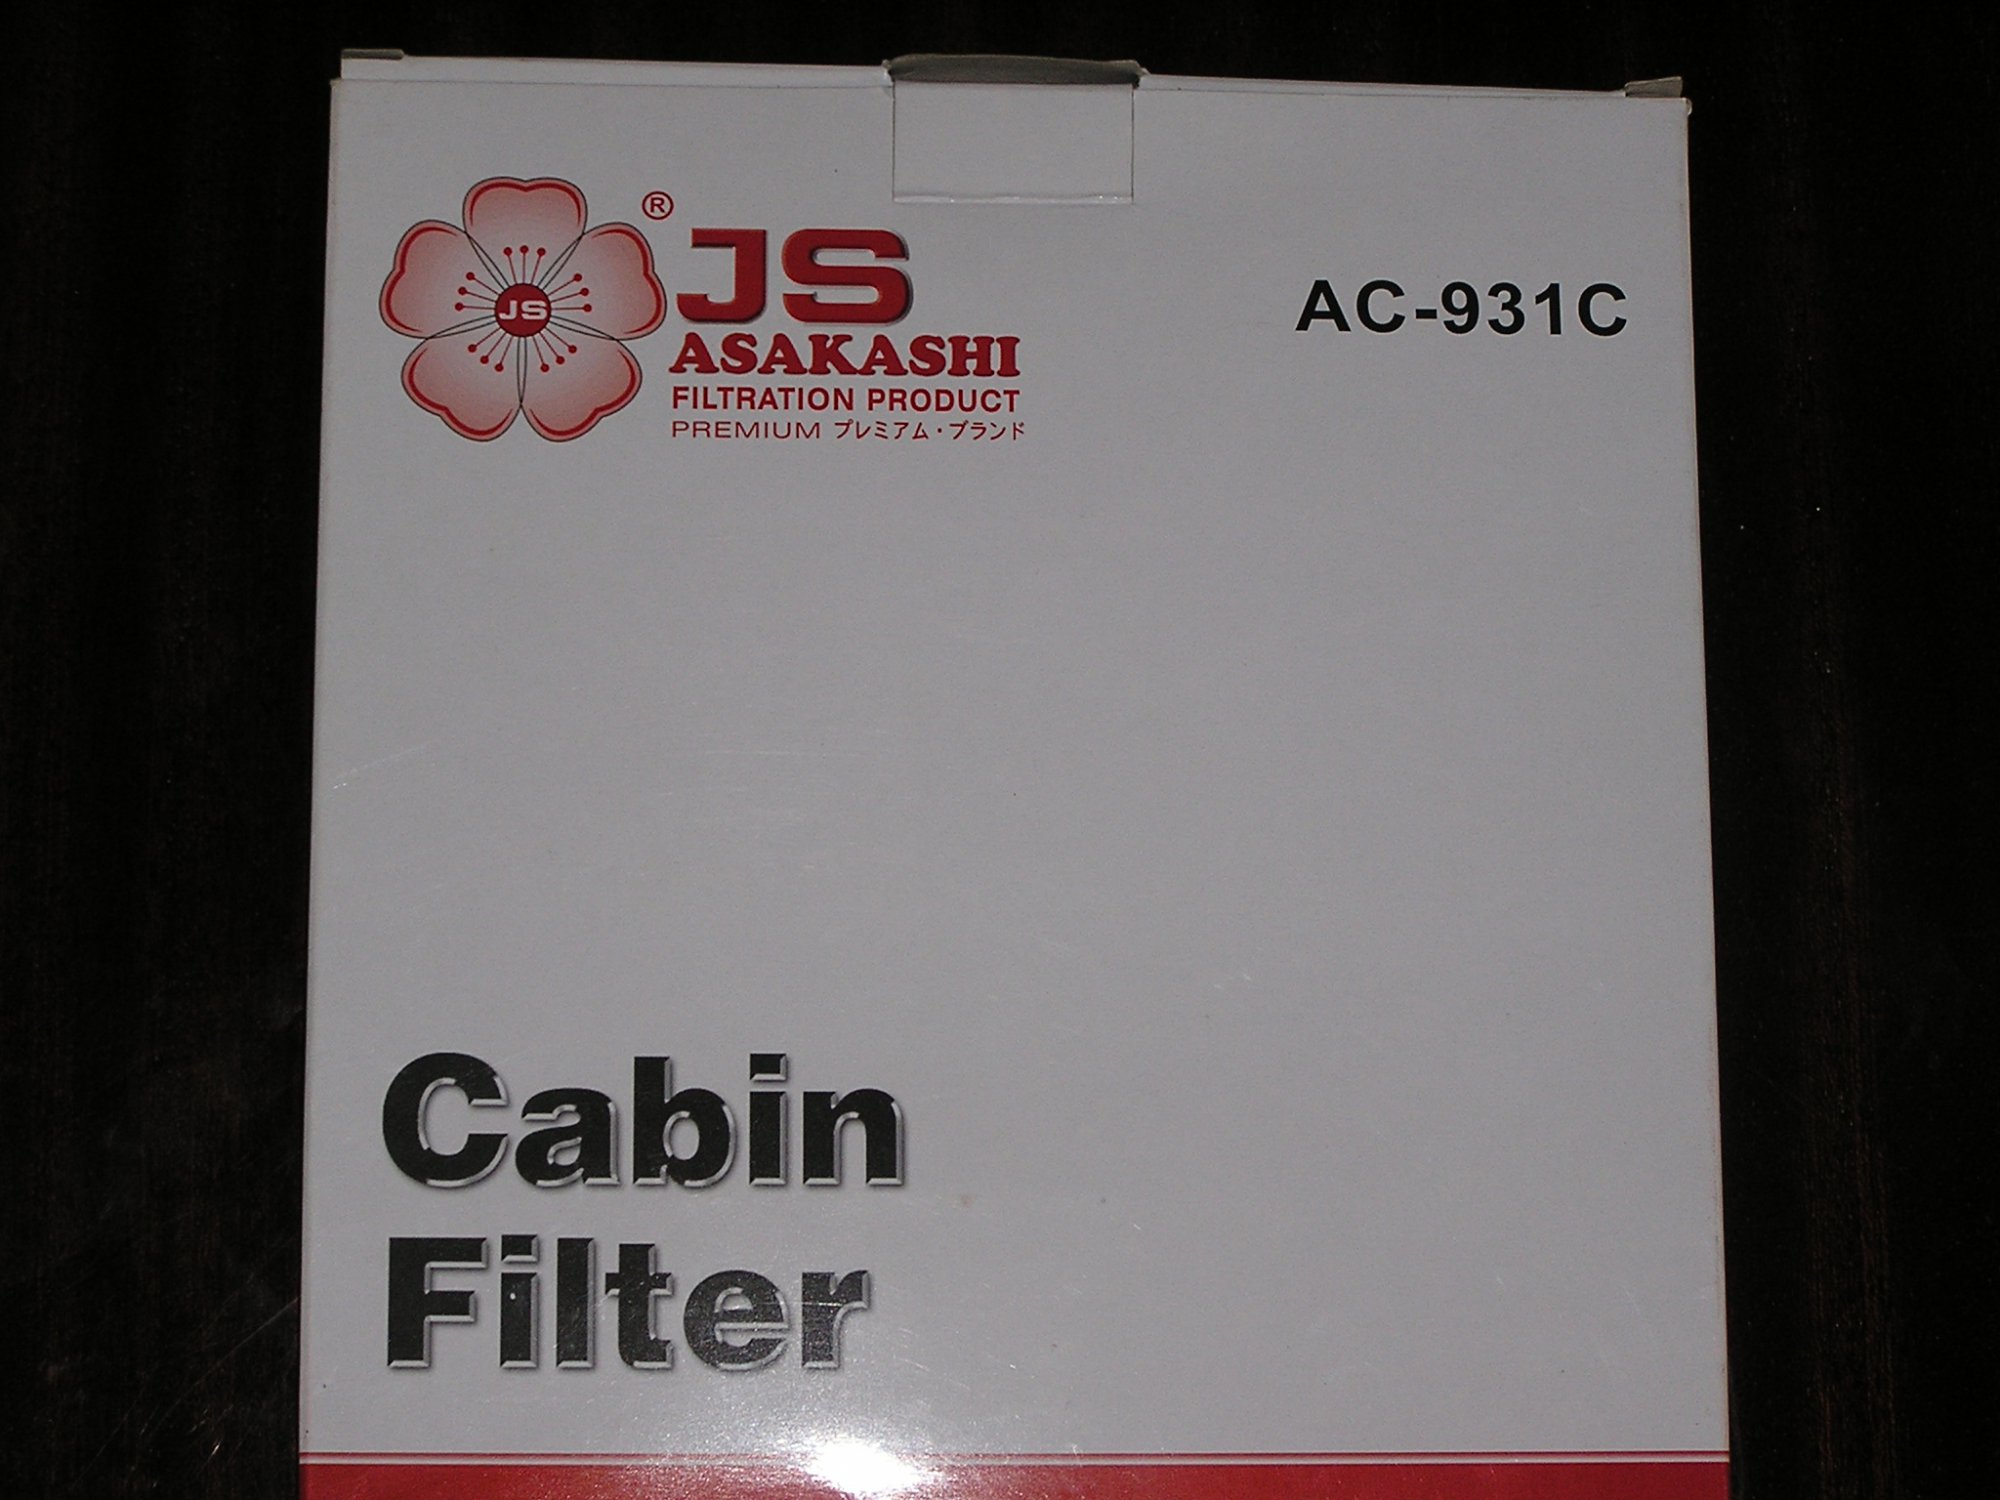 JS
®
JS
ASAKASHI
FILTRATION PRODUCT
PREMIUM プレミアム・ブランド
AC-931C
Cabin
Filter